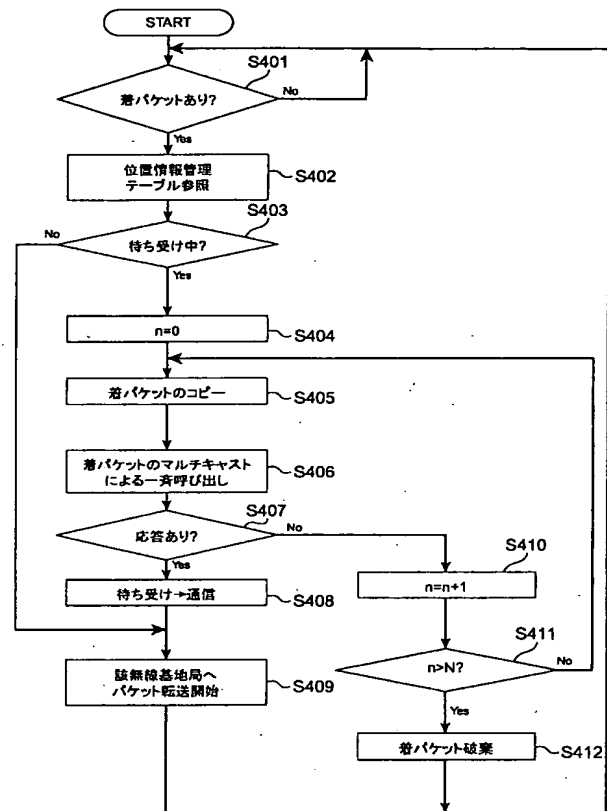 START
S401
着パケットあり?
No
Yes
位置情報管理
テーブル参照
S402
S403
No
待ち受け中?
Yes
n=0
S404
着パケットのコピー
S405
着パケットのマルチキャスト
による一斉呼び出し
S406
S407
応答あり?
No
Yes
S410
待ち受け→通信
S408
n=n+1
S411
n>N?
No
該無線基地局へ
パケット転送開始
S409
Yes
着パケット破棄
S412